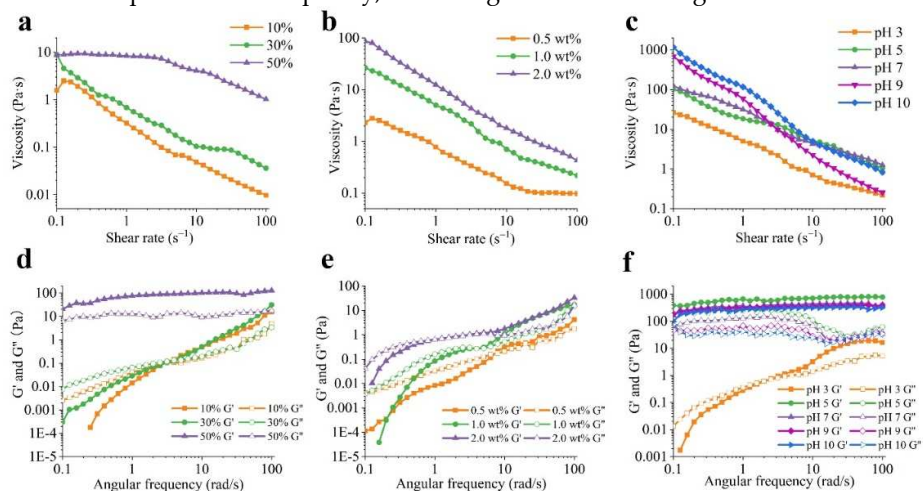 frequency,
a
10%
30%
50%
Viscosity (Pa·s)
10
1
0.1
0.01
0.1 1 10 100
Shear rate (s⁻¹)
b
0.5 wt%
1.0 wt%
2.0 wt%
Viscosity (Pa·s)
100
10
1
0.1
0.1 1 10 100
Shear rate (s⁻¹)
c
pH 3
pH 5
pH 7
pH 9
pH 10
Viscosity (Pa·s)
1000
100
10
1
0.1
0.1 1 10 100
Shear rate (s⁻¹)
d
G' and G" (Pa)
100
10
1
0.1
0.01
0.001
1E-4
1E-5
10% G' 10% G"
30% G' 30% G"
50% G' 50% G"
0.1 1 10 100
Angular frequency (rad/s)
e
G' and G" (Pa)
1000
100
10
1
0.1
0.01
0.001
1E-4
1E-5
0.5 wt% G' 0.5 wt% G"
1.0 wt% G' 1.0 wt% G"
2.0 wt% G' 2.0 wt% G"
0.1 1 10 100
Angular frequency (rad/s)
f
G' and G" (Pa)
1000
100
10
1
0.1
0.01
0.001
pH 3 G' pH 3 G"
pH 5 G' pH 5 G"
pH 7 G' pH 7 G"
pH 9 G' pH 9 G"
pH 10 G' pH 10 G"
0.1 1 10 100
Angular frequency (rad/s)